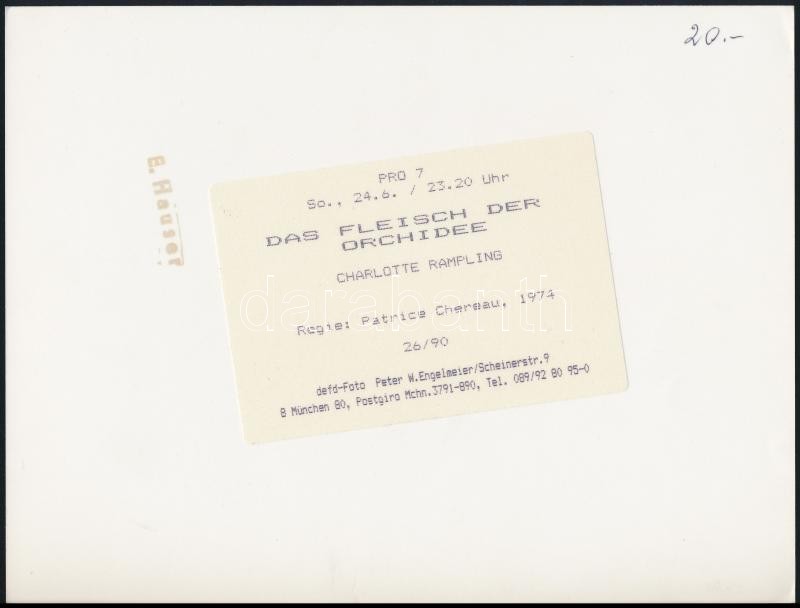 20.-
E. Häuser
PRO 7
So., 24.6. / 23.20 Uhr
DAS FLEISCH DER
ORCHIDEE
CHARLOTTE RAMPLING
Regie: Patrice Chereau, 1974
26/90
defd-Foto Peter W.Engelmeier/Scheinerstr.9
8 München 80, Postgiro Mchn.3791-890, Tel. 089/92 80 95-0
darabanth